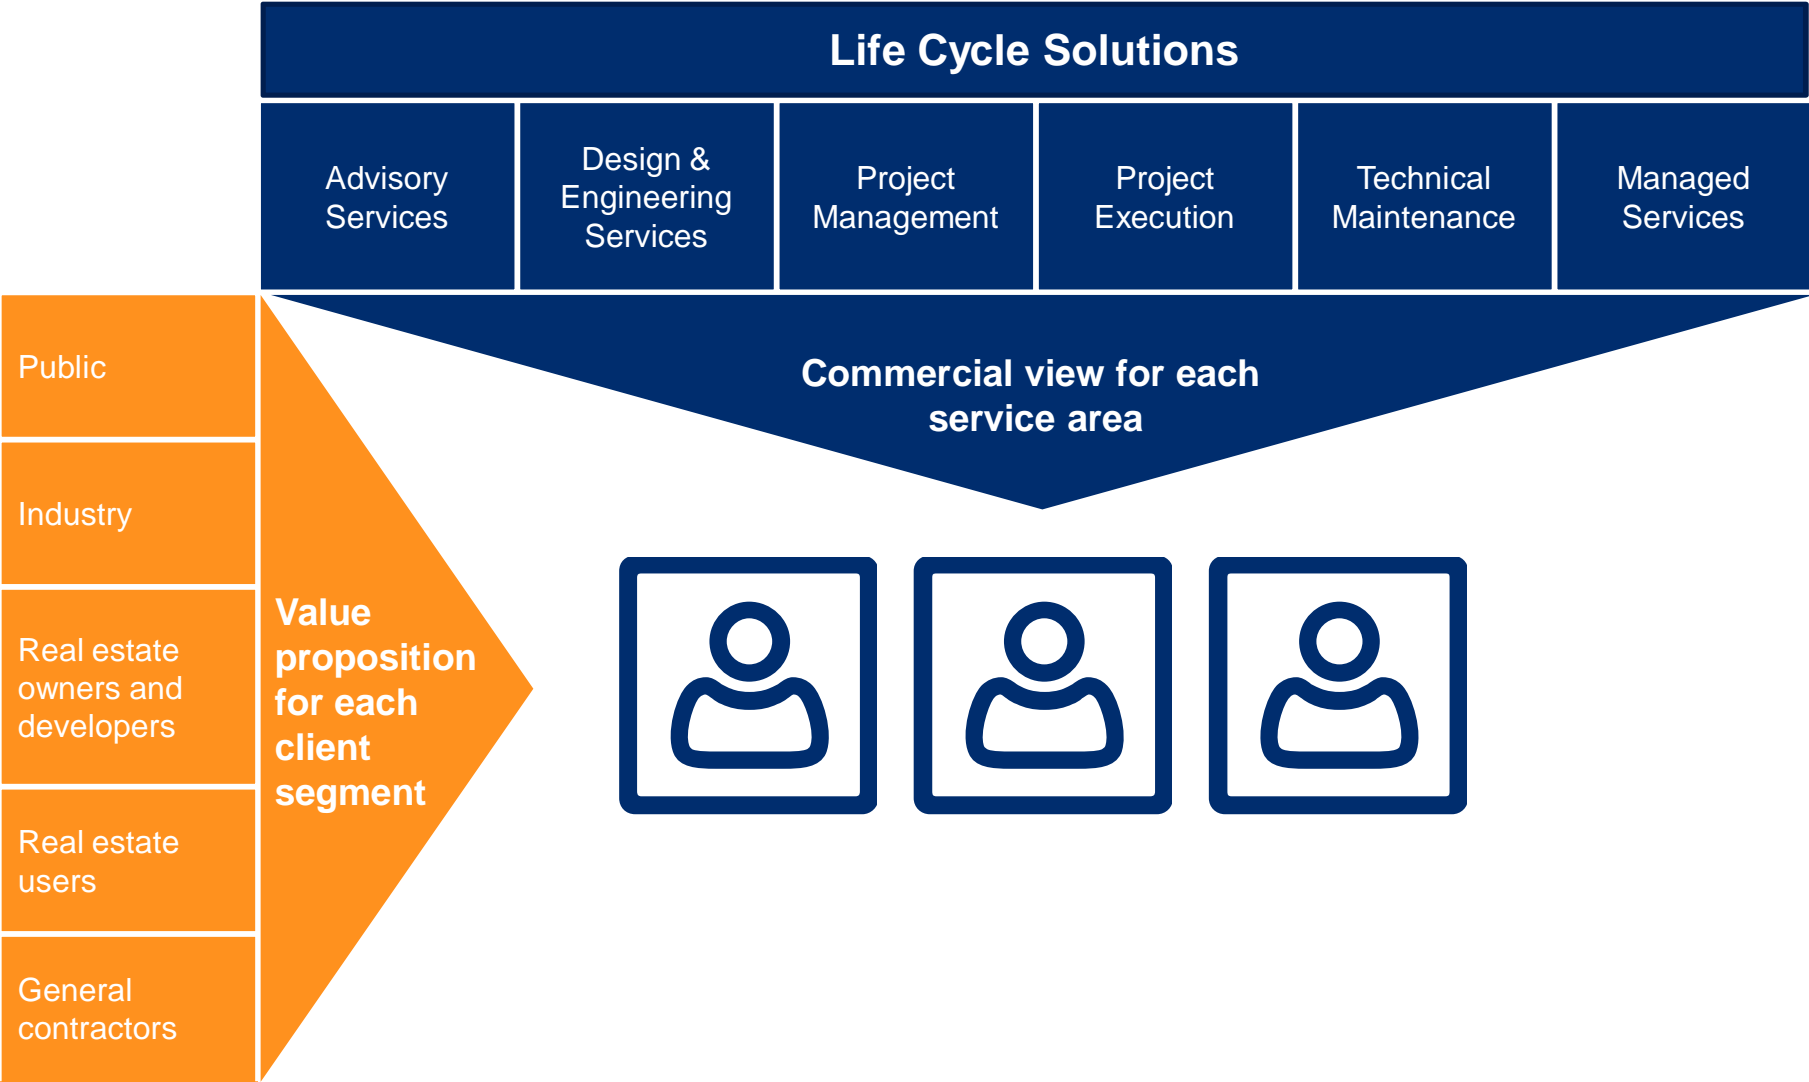 Life Cycle Solutions
Advisory
Services
Design &
Engineering
Services
Project
Management
Project
Execution
Technical
Maintenance
Managed
Services
Commercial view for each
service area
Public
Industry
Real estate
owners and
developers
Real estate
users
General
contractors
Value
proposition
for each
client
segment